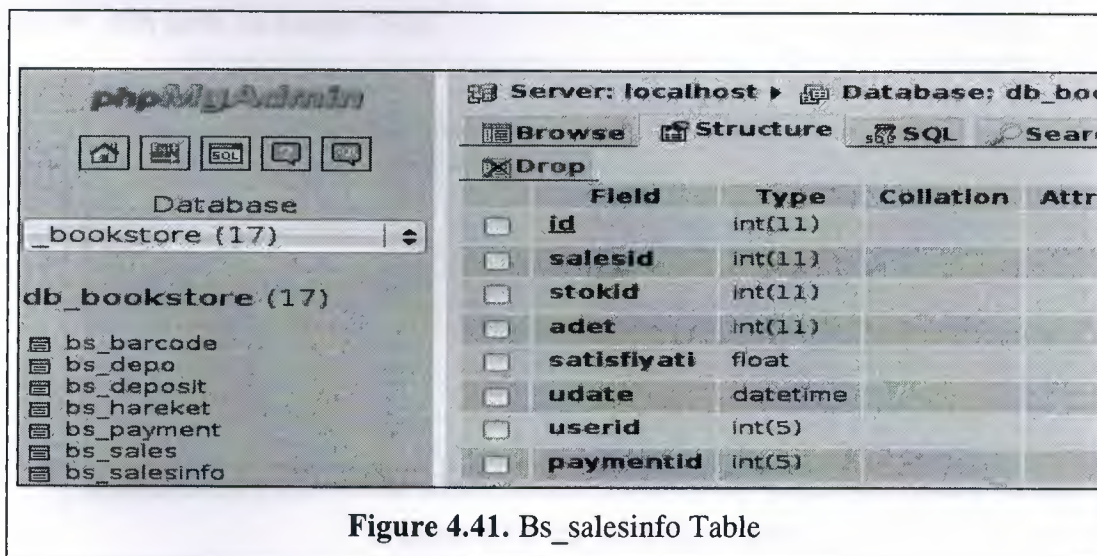 phpMyAdmin
SQL
Database
_bookstore (17)
db_bookstore (17)
bs_barcode
bs_depo
bs_deposit
bs_hareket
bs_payment
bs_sales
bs_salesinfo
Server: localhost Database: db_boo
Browse Structure SQL Sear
Drop
Field Type Collation Attr
id int(11)
salesid int(11)
stokid int(11)
adet int(11)
satisfiyati float
udate datetime
userid int(5)
paymentid int(5)
Figure 4.41. Bs_salesinfo Table